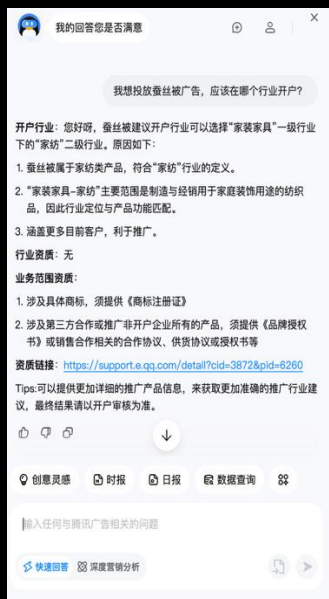 我的回答您是否满意
我想投放蚕丝被广告，应该在哪个行业开户?
开户行业：您好呀，蚕丝被建议开户行业可以选择“家装家具”一级行业
下的“家纺”二级行业。原因如下：
1. 蚕丝被属于家纺类产品，符合“家纺”行业的定义。
2. “家装家具–家纺”主要范围是制造与经销用于家庭装饰用途的纺织
品，因此行业定位与产品功能匹配。
3. 涵盖更多目前客户，利于推广。
行业资质：无
业务范围资质：
1. 涉及具体商标，须提供《商标注册证》
2. 涉及第三方合作或推广非开户企业所有的产品，须提供《品牌授权
书》或销售合作相关的合作协议、供货协议或授权书等
资质链接：https://support.e.qq.com/detail?cid=3872&pid=6260
Tips:可以提供更加详细的推广产品信息，来获取更加准确的推广行业建
议，最终结果请以开户审核为准。
创意灵感 时报 日报 数据查询
输入任何与腾讯广告相关的问题
快速回答 深度营销分析